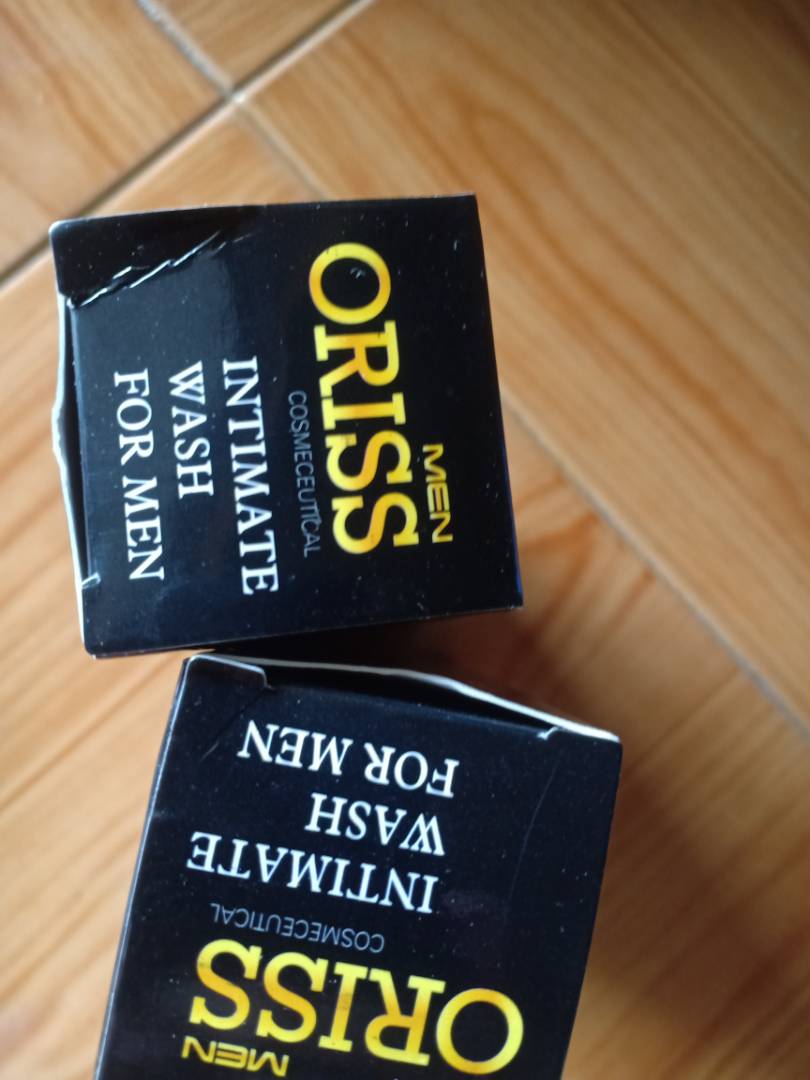 ORISS
MEN
COSMECEUTICAL
INTIMATE
WASH
FOR MEN
ORISS
MEN
COSMECEUTICAL
INTIMATE
WASH
FOR MEN